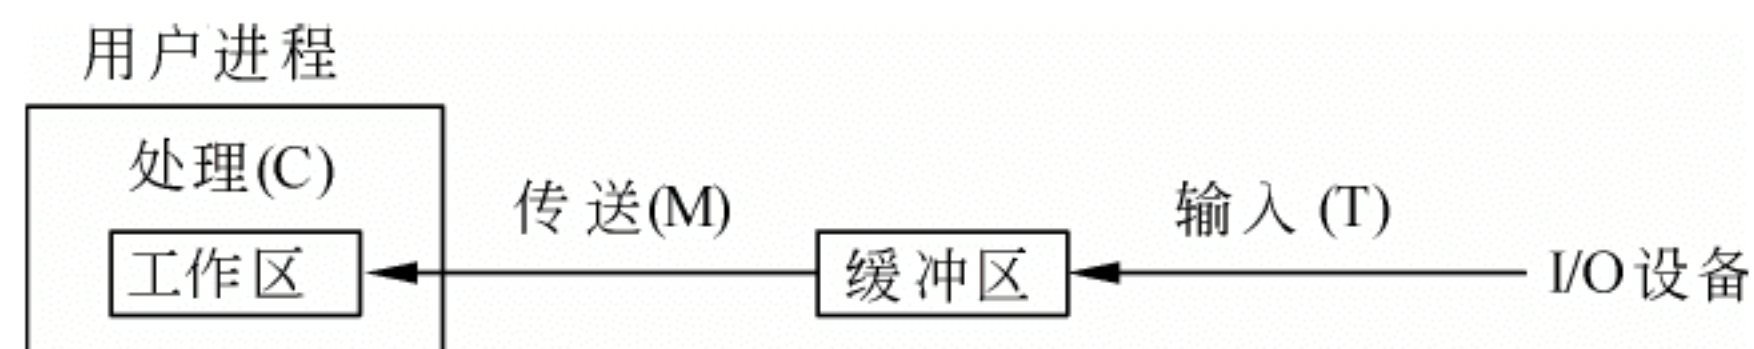 用户进程
处理(C)
传送(M)
输入(T)
工作区
缓冲区
I/O设备